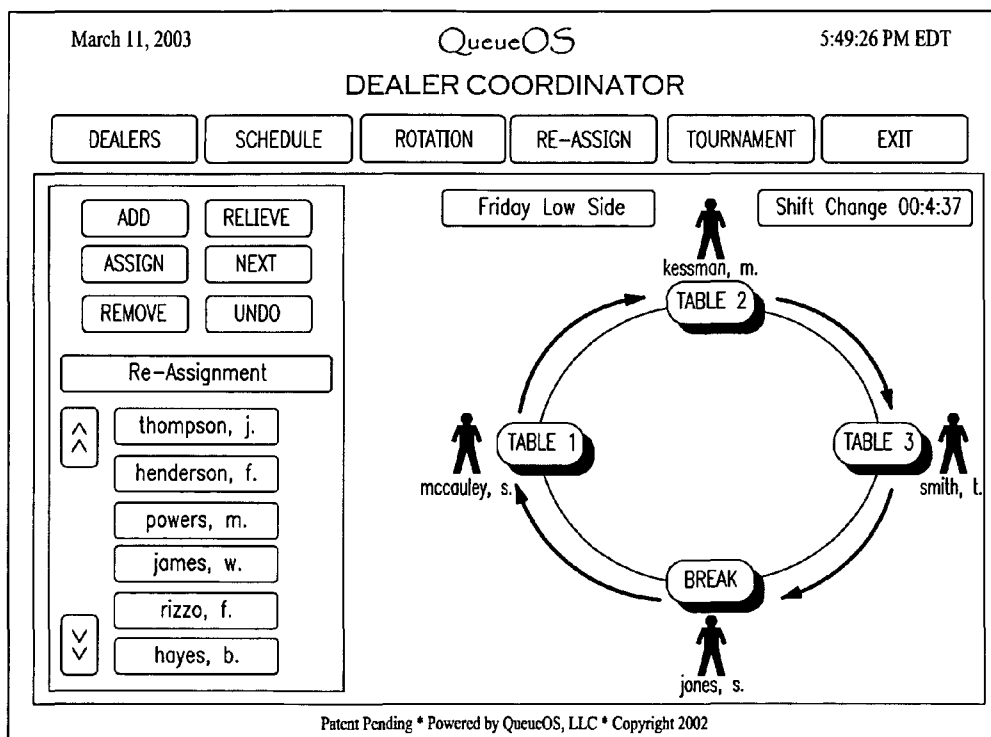 March 11, 2003
QueueOS
5:49:26 PM EDT
DEALER COORDINATOR
DEALERS
SCHEDULE
ROTATION
RE-ASSIGN
TOURNAMENT
EXIT
ADD
RELIEVE
ASSIGN
NEXT
REMOVE
UNDO
Re-Assignment
thompson, j.
henderson, f.
powers, m.
james, w.
rizzo, f.
hayes, b.
Friday Low Side
Shift Change 00:4:37
kessman, m.
TABLE 2
TABLE 1
mccauley, s.
TABLE 3
smith, t.
BREAK
jones, s.
Patent Pending * Powered by QueueOS, LLC * Copyright 2002